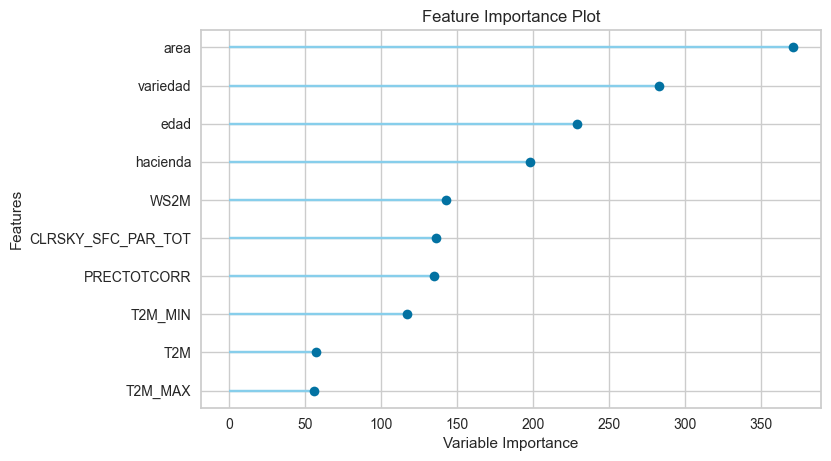 Feature Importance Plot
area
variedad
edad
hacienda
WS2M
CLRSKY_SFC_PAR_TOT
PRECTOTCORR
T2M_MIN
T2M
T2M_MAX
Features
0 50 100 150 200 250 300 350
Variable Importance